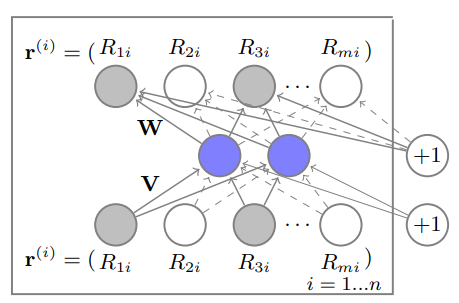 r^(i) = ( R_1i R_2i R_3i R_mi )
...
W
+1
V
...
+1
r^(i) = ( R_1i R_2i R_3i R_mi )
i = 1...n